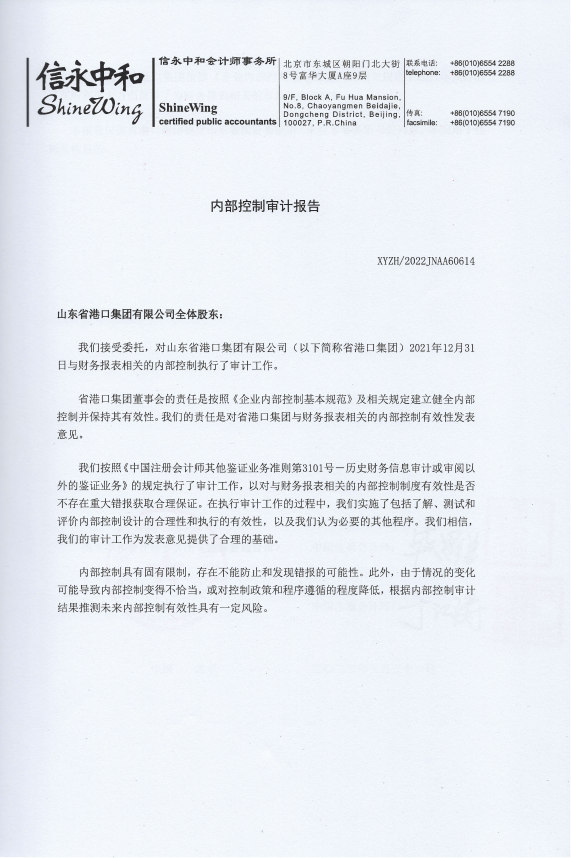 信永中和
ShineWing
信永中和会计师事务所
ShineWing
certified public accountants
北京市东城区朝阳门北大街
8号富华大厦A座9层
9/F, Block A, Fu Hua Mansion,
No.8, Chaoyangmen Beidajie,
Dongcheng District, Beijing,
100027, P.R.China
联系电话: +86(010)6554 2288
telephone: +86(010)6554 2288
传真: +86(010)6554 7190
facsimile: +86(010)6554 7190
内部控制审计报告
XYZH/2022JNAA60614
山东省港口集团有限公司全体股东：
我们接受委托，对山东省港口集团有限公司（以下简称省港口集团）2021年12月31
日与财务报表相关的内部控制执行了审计工作。
省港口集团董事会的责任是按照《企业内部控制基本规范》及相关规定建立健全内部
控制并保持其有效性。我们的责任是对省港口集团与财务报表相关的内部控制有效性发表
意见。
我们按照《中国注册会计师其他鉴证业务准则第3101号－历史财务信息审计或审阅以
外的鉴证业务》的规定执行了审计工作，以对与财务报表相关的内部控制制度有效性是否
不存在重大错报获取合理保证。在执行审计工作的过程中，我们实施了包括了解、测试和
评价内部控制设计的合理性和执行的有效性，以及我们认为必要的其他程序。我们相信，
我们的审计工作为发表意见提供了合理的基础。
内部控制具有固有限制，存在不能防止和发现错报的可能性。此外，由于情况的变化
可能导致内部控制变得不恰当，或对控制政策和程序遵循的程度降低，根据内部控制审计
结果推测未来内部控制有效性具有一定风险。